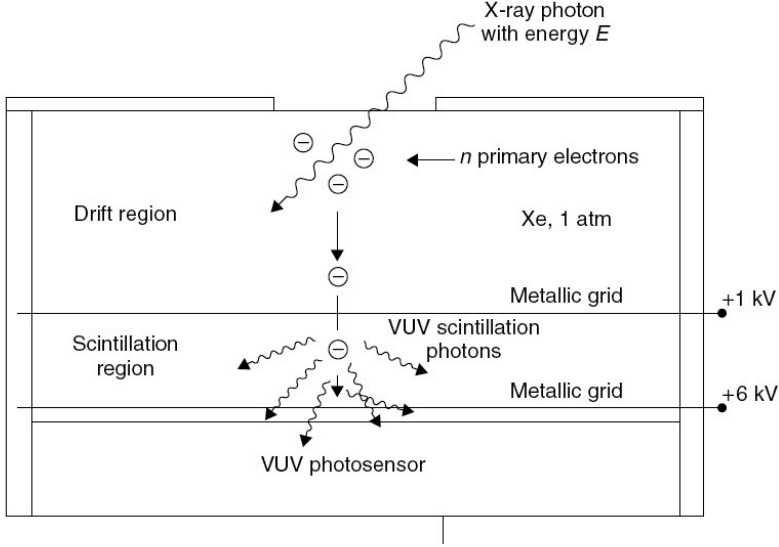 X-ray photon
with energy E
n primary electrons
Drift region
Xe, 1 atm
Metallic grid
+1 kV
Scintillation
region
VUV scintillation
photons
Metallic grid
+6 kV
VUV photosensor